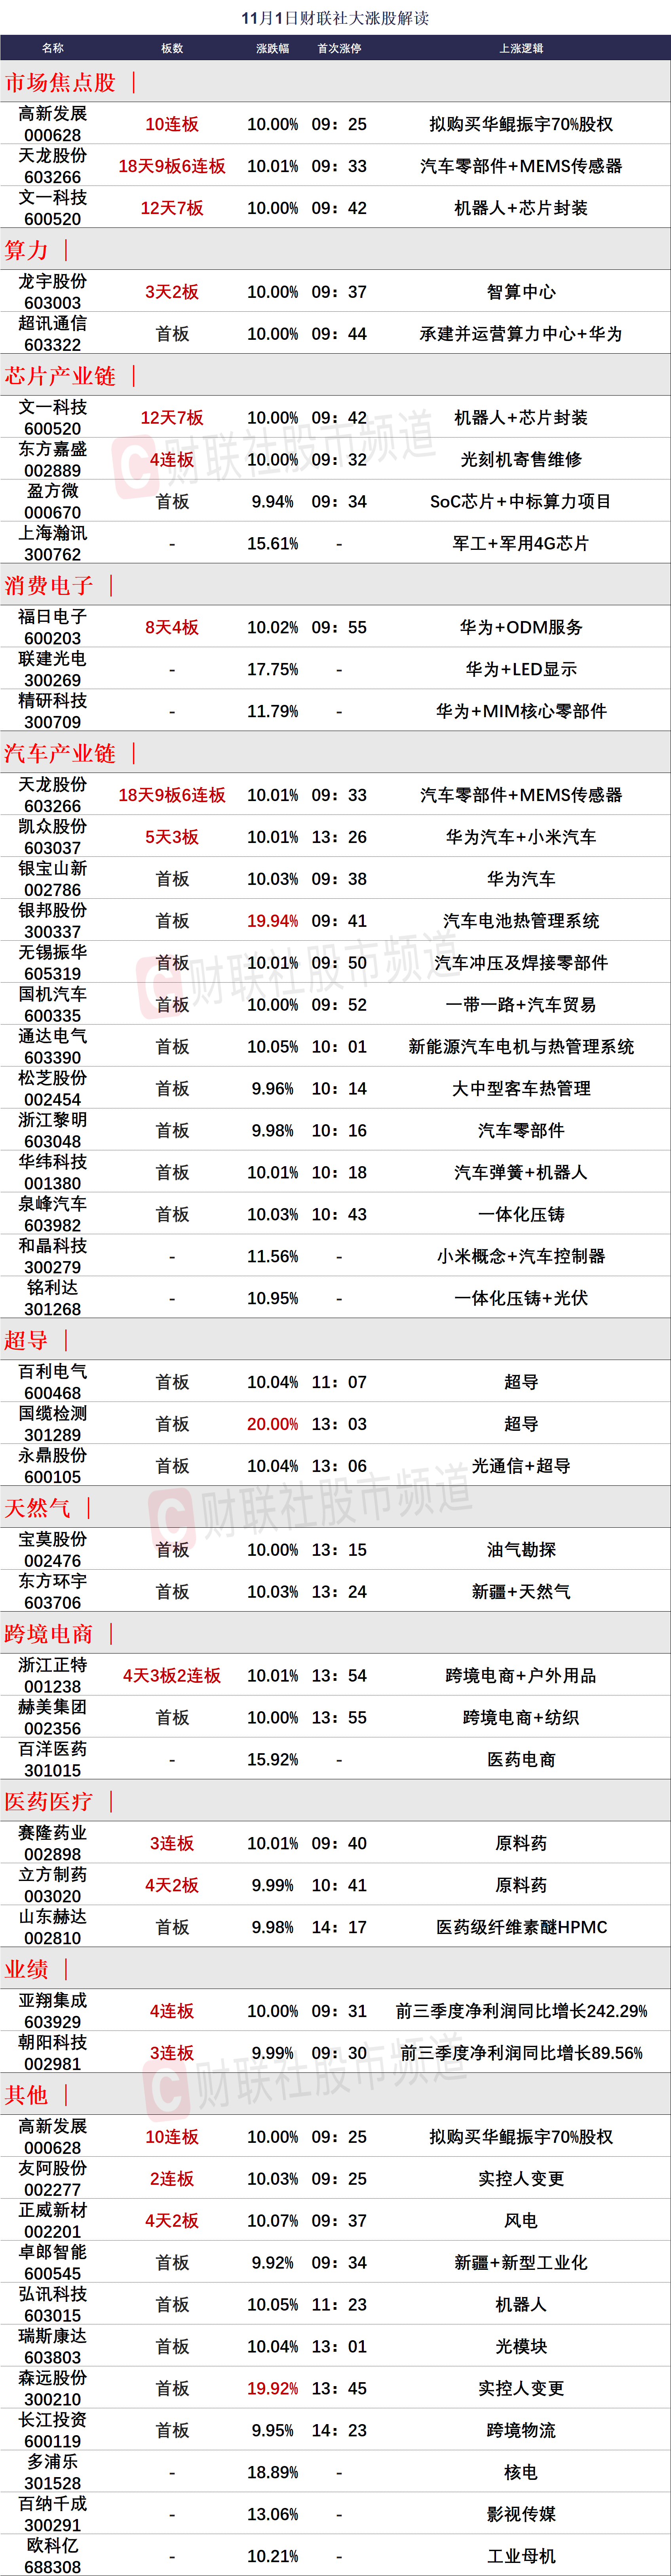 11月1日财联社大涨股解读
名称 板数 涨跌幅 首次涨停 上涨逻辑
市场焦点股
高新发展
000628 10连板 10.00% 09：25 拟购买华鲲振宇70%股权
天龙股份
603266 18天9板6连板 10.01% 09：33 汽车零部件+MEMS传感器
文一科技
600520 12天7板 10.00% 09：42 机器人+芯片封装
算力
龙宇股份
603003 3天2板 10.00% 09：37 智算中心
超讯通信
603322 首板 10.00% 09：44 承建并运营算力中心+华为
芯片产业链
文一科技
600520 12天7板 10.00% 09：42 机器人+芯片封装
东方嘉盛
002889 4连板 10.00% 09：32 光刻机寄售维修
盈方微
000670 首板 9.94% 09：34 SoC芯片+中标算力项目
上海瀚讯
300762 - 15.61% - 军工+军用4G芯片
消费电子
福日电子
600203 8天4板 10.02% 09：55 华为+ODM服务
联建光电
300269 - 17.75% - 华为+LED显示
精研科技
300709 - 11.79% - 华为+MIM核心零部件
汽车产业链
天龙股份
603266 18天9板6连板 10.01% 09：33 汽车零部件+MEMS传感器
凯众股份
603037 5天3板 10.01% 13：26 华为汽车+小米汽车
银宝山新
002786 首板 10.03% 09：38 华为汽车
银邦股份
300337 首板 19.94% 09：41 汽车电池热管理系统
无锡振华
605319 首板 10.01% 09：50 汽车冲压及焊接零部件
国机汽车
600335 首板 10.00% 09：52 一带一路+汽车贸易
通达电气
603390 首板 10.05% 10：01 新能源汽车电机与热管理系统
松芝股份
002454 首板 9.96% 10：14 大中型客车热管理
浙江黎明
603048 首板 9.98% 10：16 汽车零部件
华纬科技
001380 首板 10.01% 10：18 汽车弹簧+机器人
泉峰汽车
603982 首板 10.03% 10：43 一体化压铸
和晶科技
300279 - 11.56% - 小米概念+汽车控制器
铭利达
301268 - 10.95% - 一体化压铸+光伏
超导
百利电气
600468 首板 10.04% 11：07 超导
国缆检测
301289 首板 20.00% 13：03 超导
永鼎股份
600105 首板 10.04% 13：06 光通信+超导
天然气
宝莫股份
002476 首板 10.00% 13：15 油气勘探
东方环宇
603706 首板 10.03% 13：24 新疆+天然气
跨境电商
浙江正特
001238 4天3板2连板 10.01% 13：54 跨境电商+户外用品
赫美集团
002356 首板 10.00% 13：55 跨境电商+纺织
百洋医药
301015 - 15.92% - 医药电商
医药医疗
赛隆药业
002898 3连板 10.01% 09：40 原料药
立方制药
003020 4天2板 9.99% 10：41 原料药
山东赫达
002810 首板 9.98% 14：17 医药级纤维素醚HPMC
业绩
亚翔集成
603929 4连板 10.00% 09：31 前三季度净利润同比增长242.29%
朝阳科技
002981 3连板 9.99% 09：30 前三季度净利润同比增长89.56%
其他
高新发展
000628 10连板 10.00% 09：25 拟购买华鲲振宇70%股权
友阿股份
002277 2连板 10.03% 09：25 实控人变更
正威新材
002201 4天2板 10.07% 09：37 风电
卓郎智能
600545 首板 9.92% 09：34 新疆+新型工业化
弘讯科技
603015 首板 10.05% 11：23 机器人
瑞斯康达
603803 首板 10.04% 13：01 光模块
森远股份
300210 首板 19.92% 13：45 实控人变更
长江投资
600119 首板 9.95% 14：23 跨境物流
多浦乐
301528 - 18.89% - 核电
百纳千成
300291 - 13.06% - 影视传媒
欧科亿
688308 - 10.21% - 工业母机
财联社股市频道
财联社股市频道
财联社股市频道
财联社股市频道